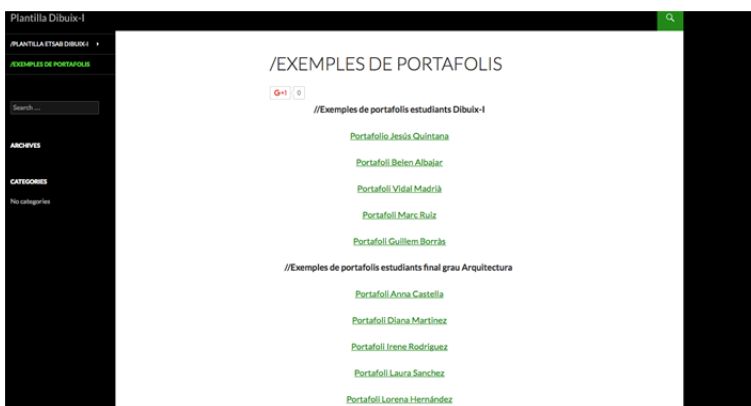 Plantilla Dibuix-I
/PLANTILLA ETSAB DIBUIX-I
/EXEMPLES DE PORTAFOLIS
Search ...
ARCHIVES
CATEGORIES
No categories
/EXEMPLES DE PORTAFOLIS
G+1 0
//Exemples de portafolis estudiants Dibuix-I
Portafolio Jesús Quintana
Portafoli Belen Albajar
Portafoli Vidal Madrià
Portafoli Marc Ruiz
Portafoli Guillem Borràs
//Exemples de portafolis estudiants final grau Arquitectura
Portafoli Anna Castella
Portafoli Diana Martinez
Portafoli Irene Rodriguez
Portafoli Laura Sanchez
Portafoli Lorena Hernández